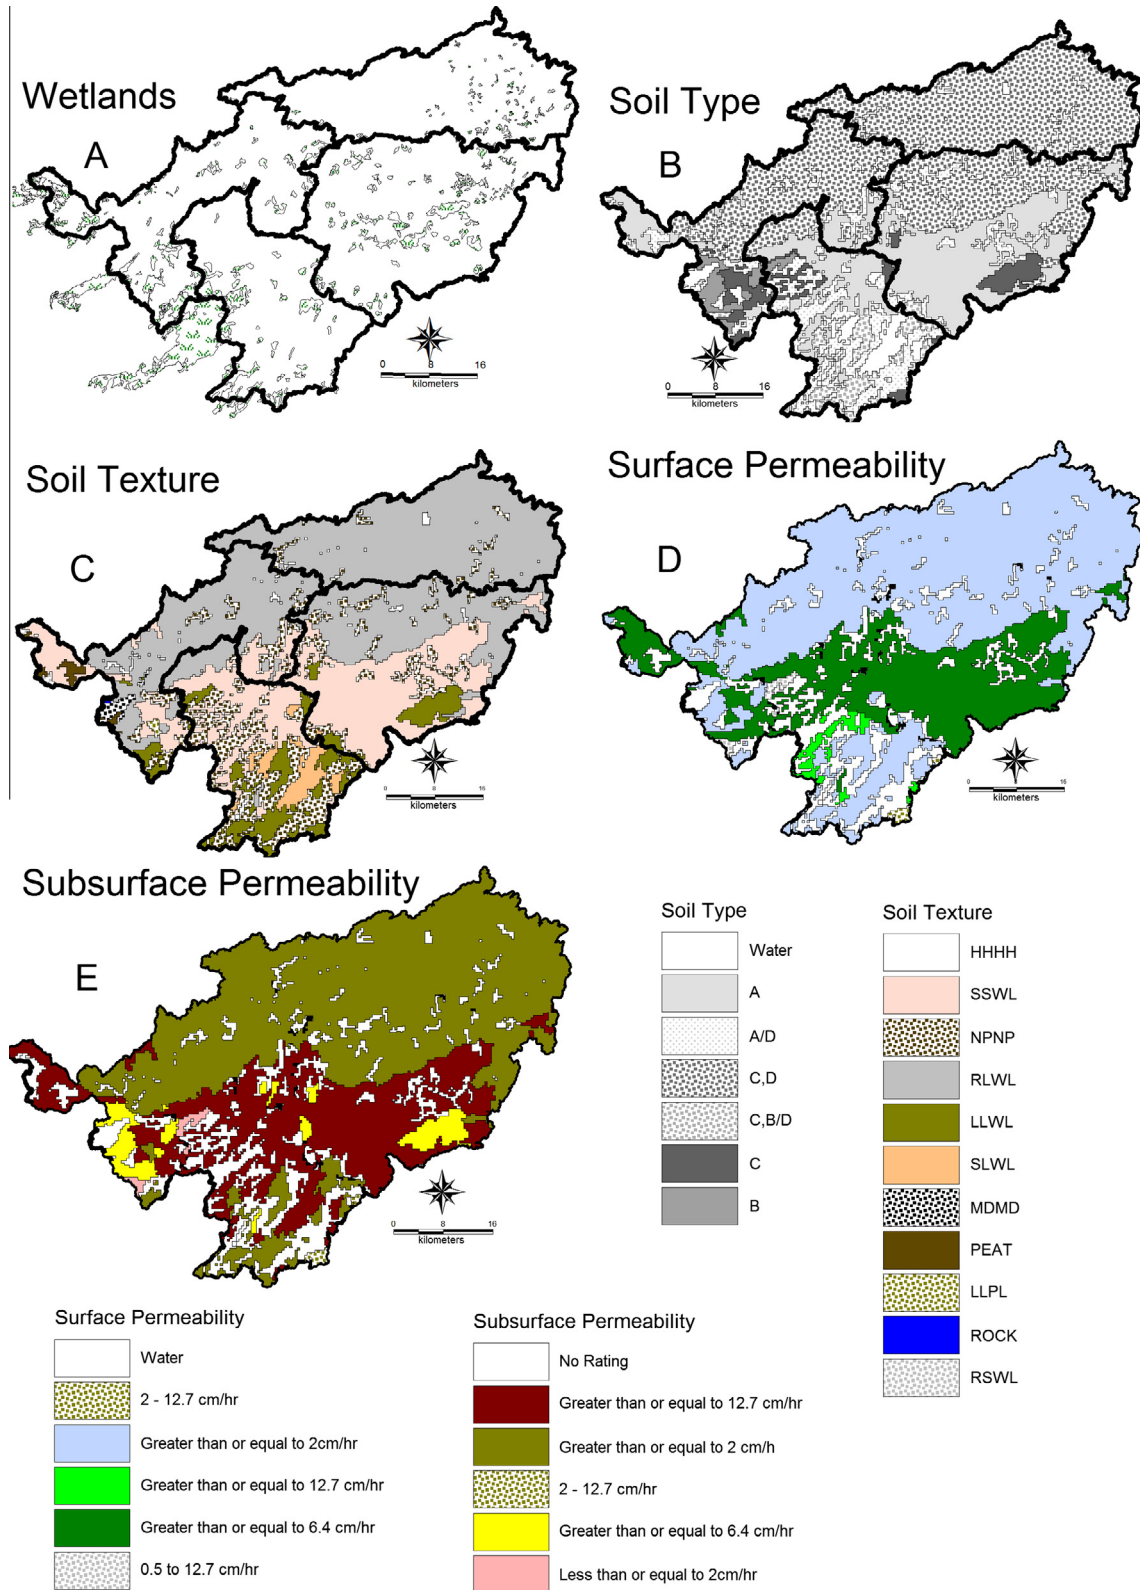 Wetlands
A
0 8 16
kilometers
Soil Type
B
0 8 16
kilometers
Soil Texture
C
0 8 16
kilometers
Surface Permeability
D
0 8 16
kilometers
Subsurface Permeability
E
0 8 16
kilometers
Soil Type
Water
A
A/D
C,D
C,B/D
C
B
Soil Texture
HHHH
SSWL
NPNP
RLWL
LLWL
SLWL
MDMD
PEAT
LLPL
ROCK
RSWL
Surface Permeability
Water
2 - 12.7 cm/hr
Greater than or equal to 2cm/hr
Greater than or equal to 12.7 cm/hr
Greater than or equal to 6.4 cm/hr
0.5 to 12.7 cm/hr
Subsurface Permeability
No Rating
Greater than or equal to 12.7 cm/hr
Greater than or equal to 2 cm/h
2 - 12.7 cm/hr
Greater than or equal to 6.4 cm/hr
Less than or equal to 2cm/hr